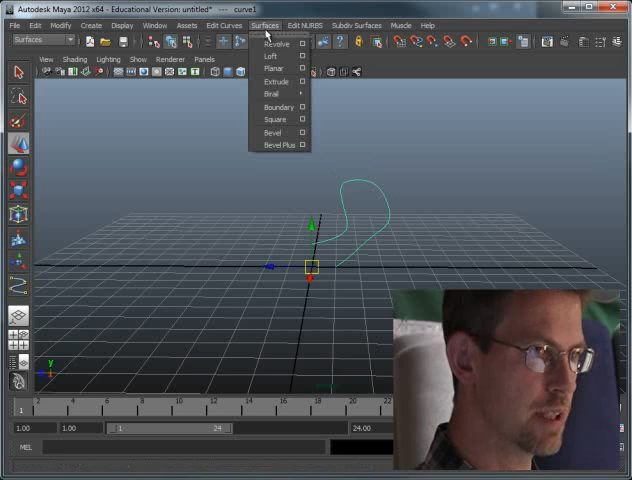 Autodesk Maya 2012 x64 - Educational Version: untitled* --- curve1
File Edit Modify Create Display Window Assets Edit Curves Surfaces Edit NURBS Subdiv Surfaces Muscle Help
Surfaces
View Shading Lighting Show Renderer Panels
Revolve
Loft
Planar
Extrude
Birail
Boundary
Square
Bevel
Bevel Plus
y
z
1 2 4 6 8 10 12 14 16 18 20 22
1.00 1.00 1 24 24.00
MEL